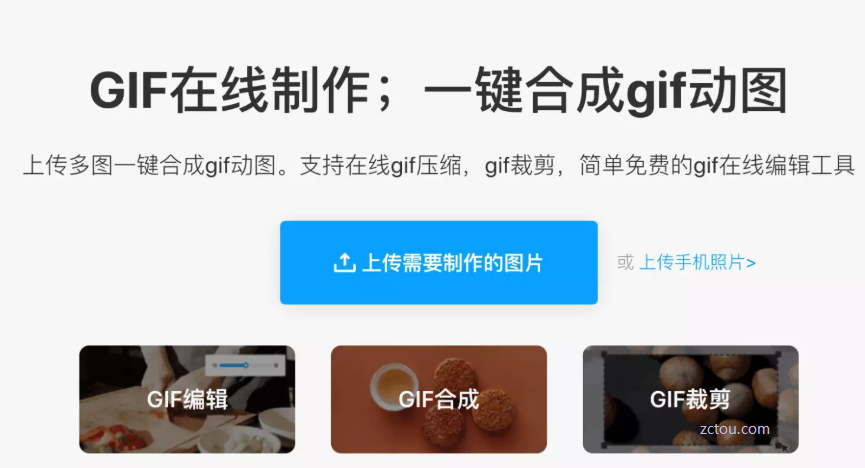 GIF在线制作；一键合成gif动图
上传多图一键合成gif动图。支持在线gif压缩，gif裁剪，简单免费的gif在线编辑工具
上传需要制作的图片
或 上传手机照片>
GIF编辑
GIF合成
GIF裁剪
zctou.com